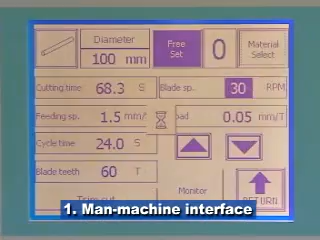 Diameter
100 mm
Free
Set
0
Material
Select
Cutting time 68.3 S
Blade sp. 30 RPM
Feeding sp. 1.5 mm/
oad 0.05 mm/T
Cycle time 24.0 S
Blade teeth 60 T
Monitor
RETURN
1. Man-machine interface